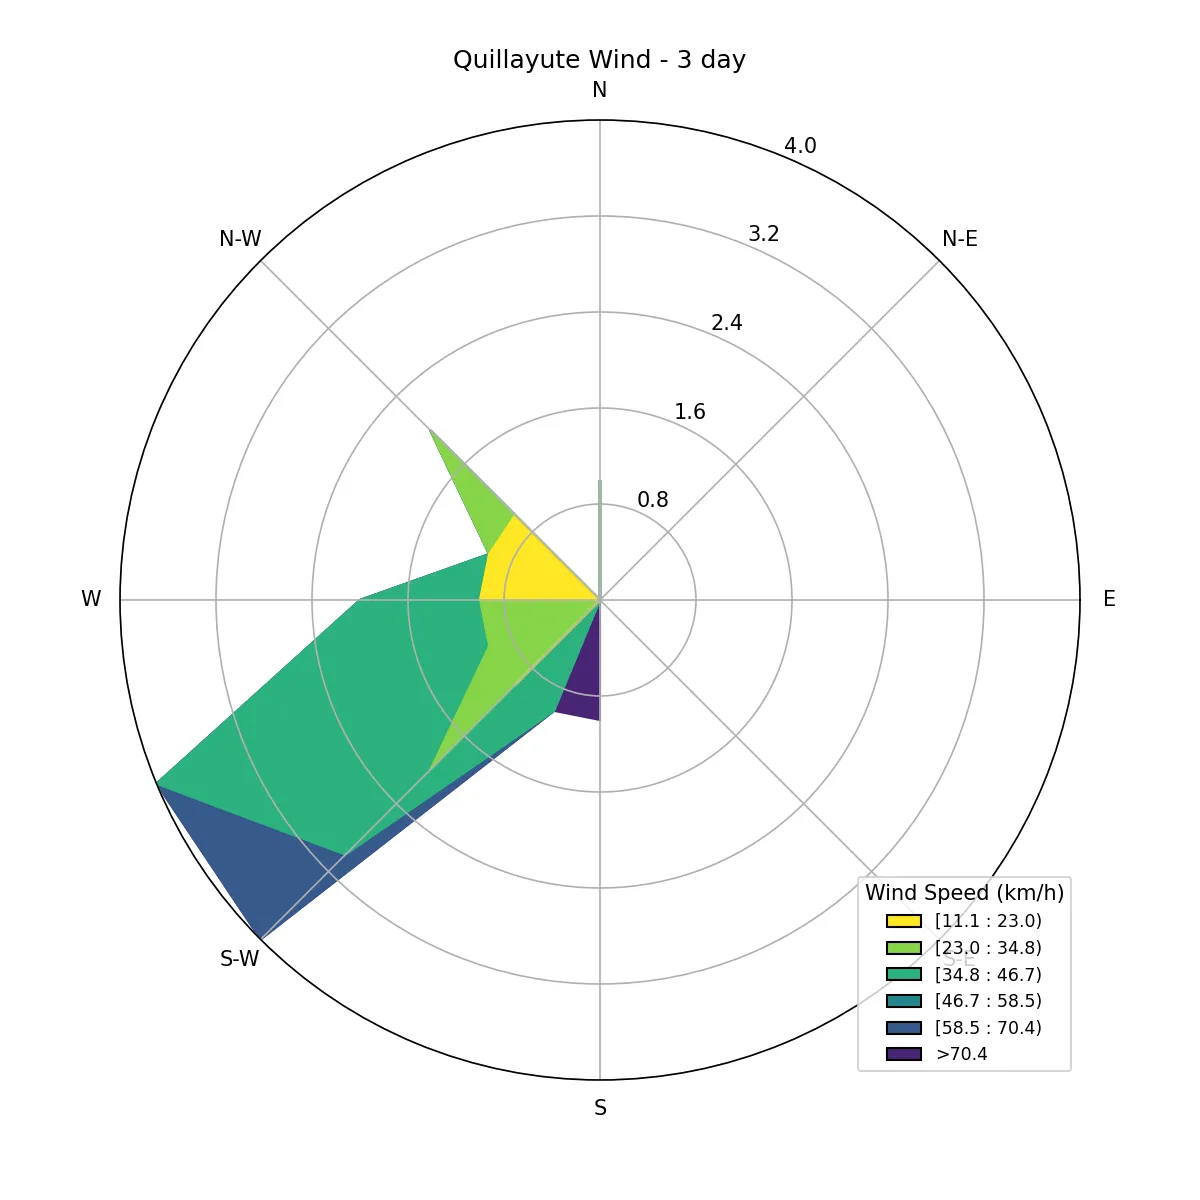 Quillayute Wind - 3 day
N
4.0
N-W
3.2
N-E
2.4
1.6
0.8
W
E
S-W
S-E
Wind Speed (km/h)
[11.1 : 23.0)
[23.0 : 34.8)
[34.8 : 46.7)
[46.7 : 58.5)
[58.5 : 70.4)
>70.4
S